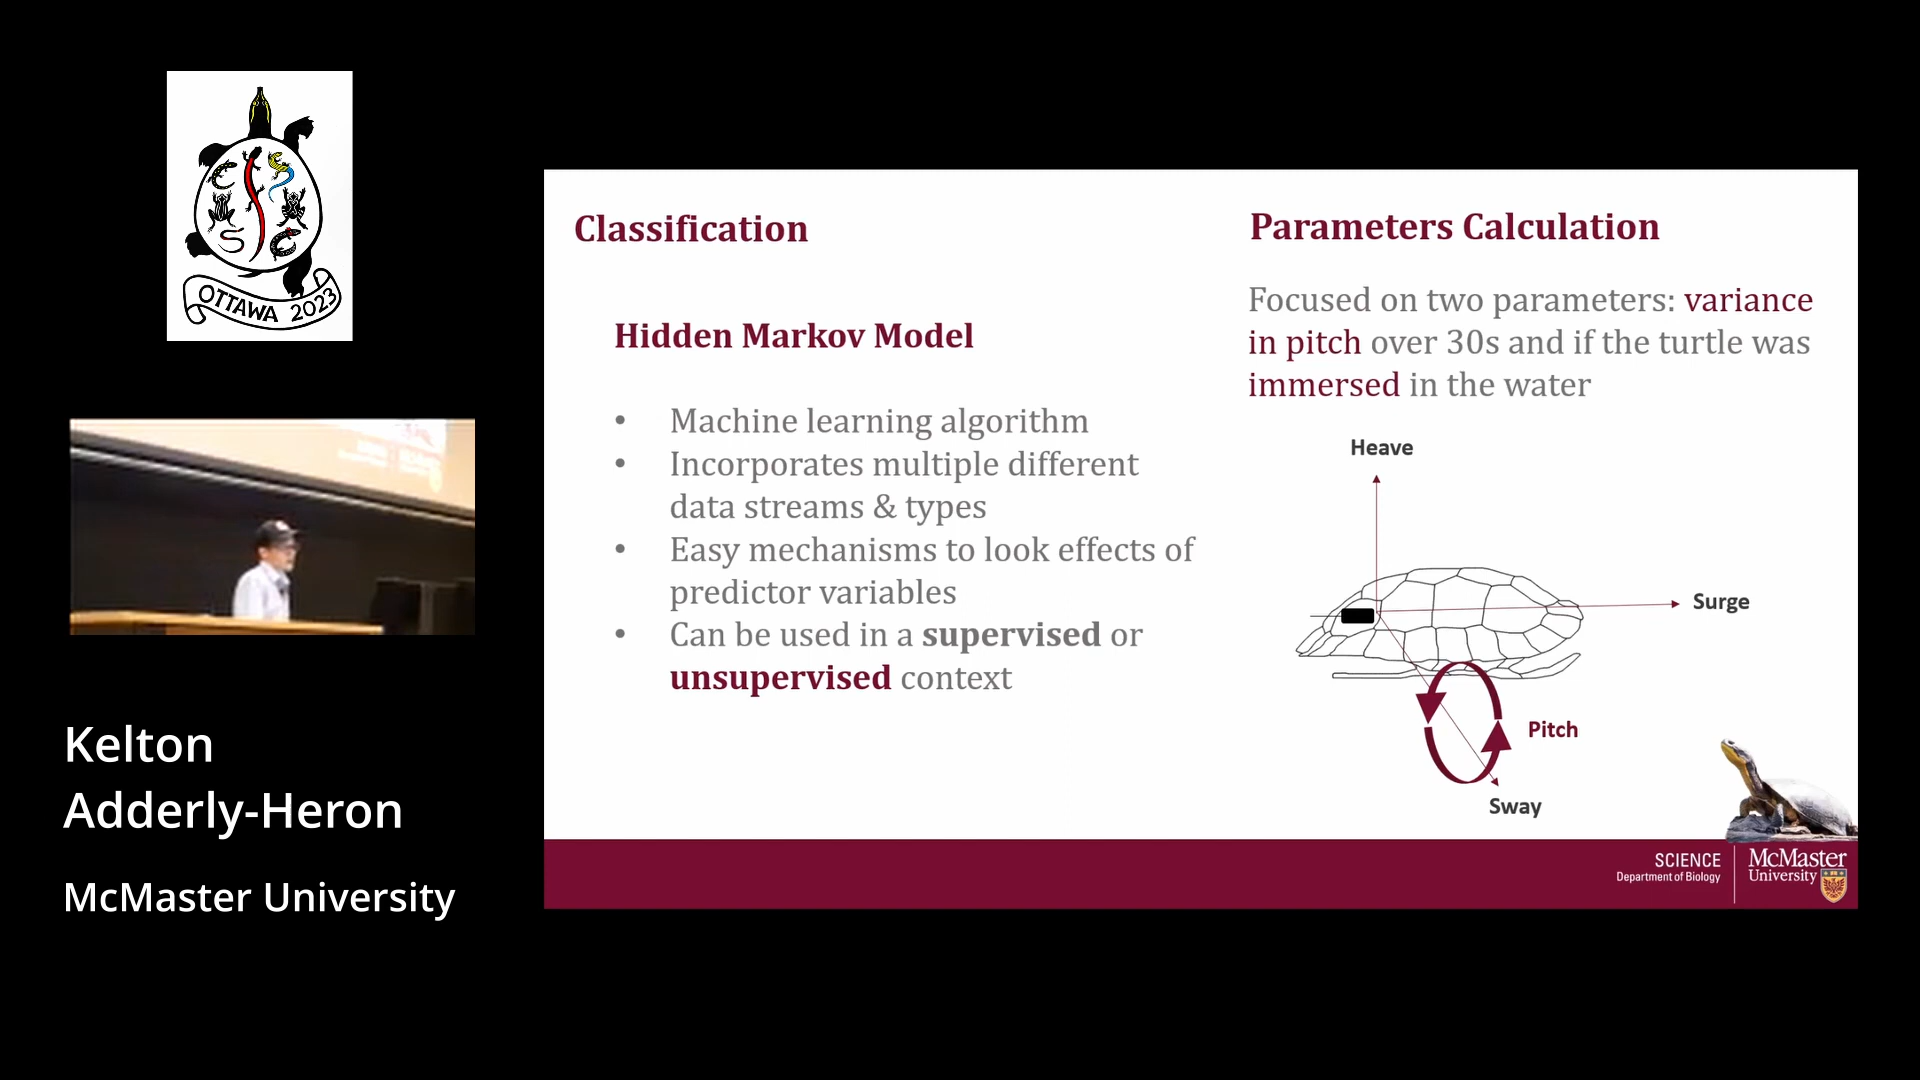 OTTAWA 2023
Kelton
Adderly-Heron
McMaster University
Classification
Hidden Markov Model
• Machine learning algorithm
• Incorporates multiple different
data streams & types
• Easy mechanisms to look effects of
predictor variables
• Can be used in a supervised or
unsupervised context
Parameters Calculation
Focused on two parameters: variance
in pitch over 30s and if the turtle was
immersed in the water
Heave
Surge
Pitch
Sway
SCIENCE
Department of Biology
McMaster
University